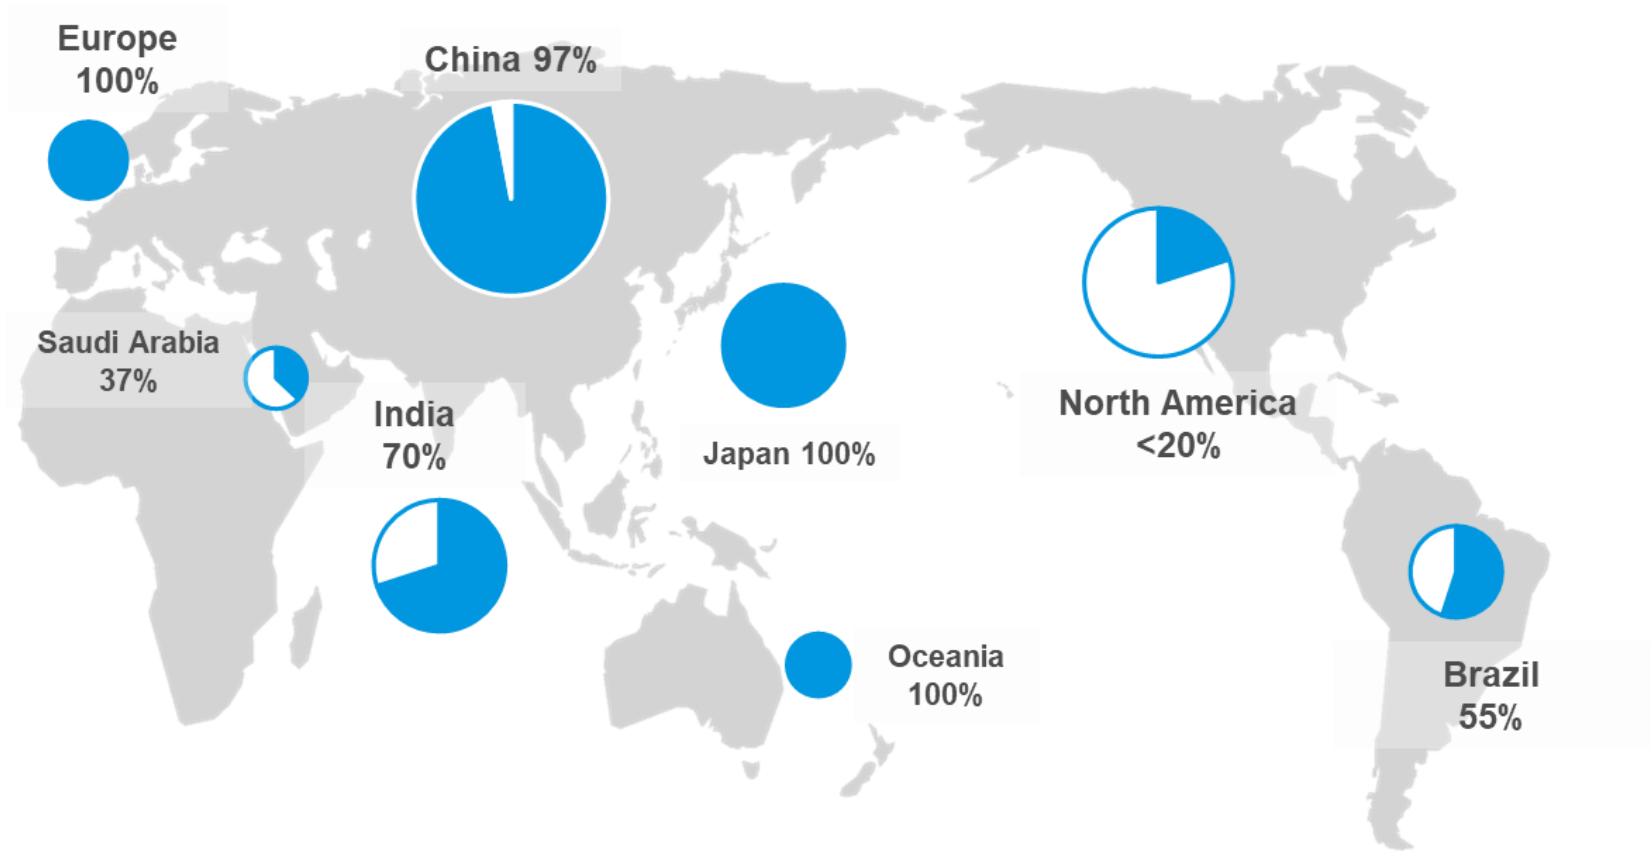 Europe
100%
China 97%
Saudi Arabia
37%
India
70%
Japan 100%
North America
<20%
Oceania
100%
Brazil
55%